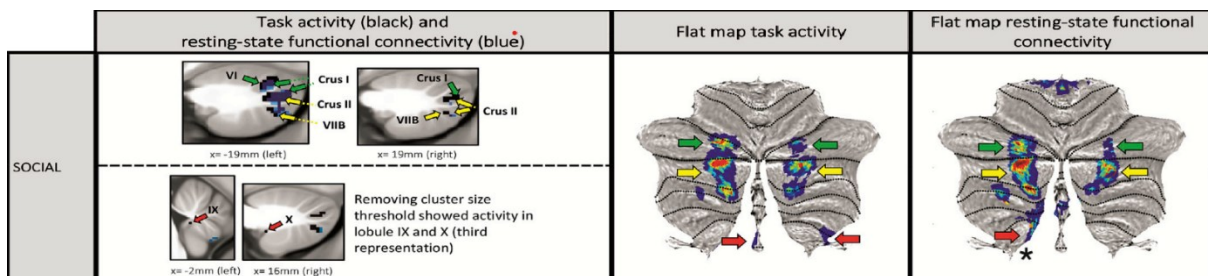 Task activity (black) and
resting-state functional connectivity (blue)
Flat map task activity
Flat map resting-state functional
connectivity
SOCIAL
VI
Crus I
Crus II
VIIB
x= -19mm (left)
Crus I
Crus II
VIIB
x= 19mm (right)
IX
x= -2mm (left)
X
x= 16mm (right)
Removing cluster size
threshold showed activity in
lobule IX and X (third
representation)
*